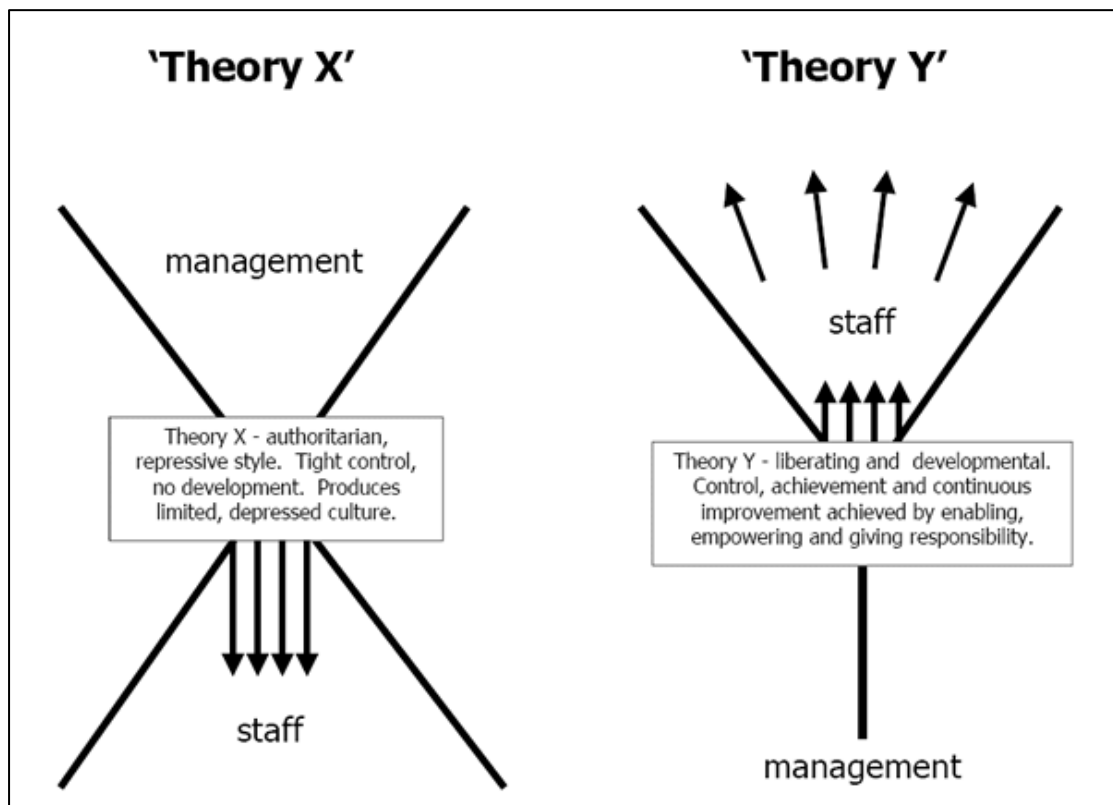 ‘Theory X’
management
Theory X - authoritarian,
repressive style.  Tight control,
no development.  Produces
limited, depressed culture.
staff
‘Theory Y’
staff
Theory Y - liberating and  developmental.
Control, achievement and continuous
improvement achieved by enabling,
empowering and giving responsibility.
management